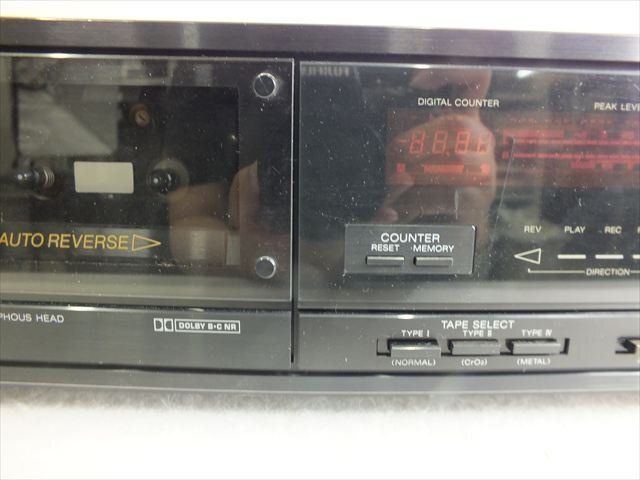 DIGITAL COUNTER
PEAK LEVE
AUTO REVERSE
COUNTER
RESET MEMORY
REV PLAY REC
DIRECTION
PHOUS HEAD
DOLBY B•C NR
TAPE SELECT
TYPE I TYPE II TYPE IV
(NORMAL) (CrO₂) (METAL)